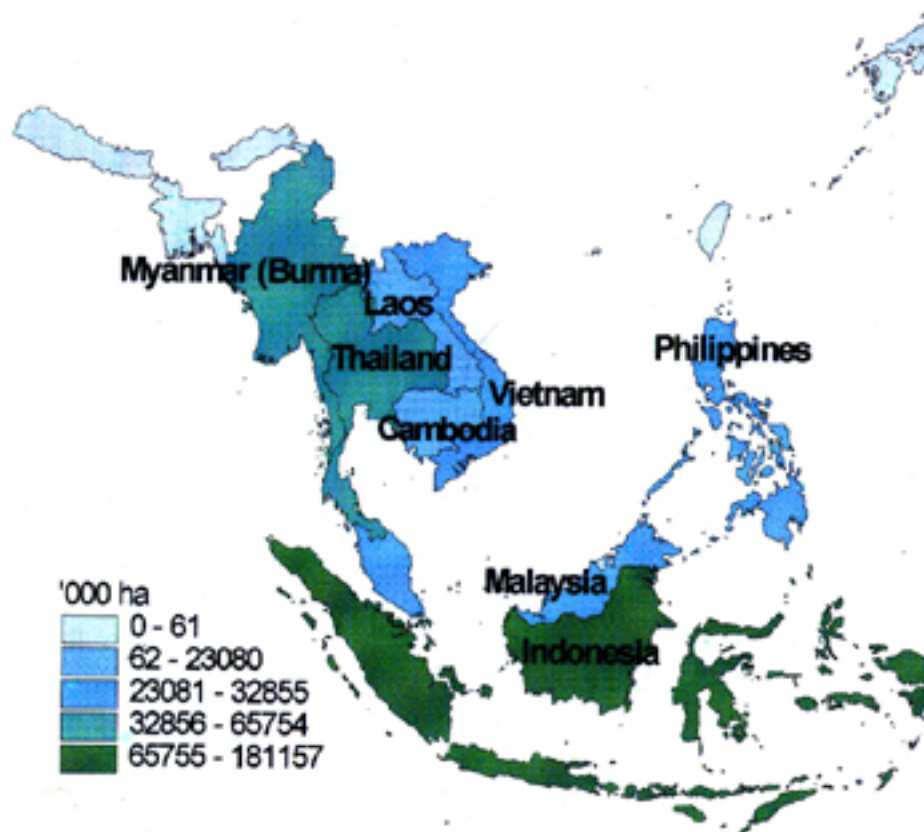 Myanmar (Burma)
Laos
Thailand
Philippines
Vietnam
Cambodia
Malaysia
Indonesia
'000 ha
0 - 61
62 - 23080
23081 - 32855
32856 - 65754
65755 - 181157